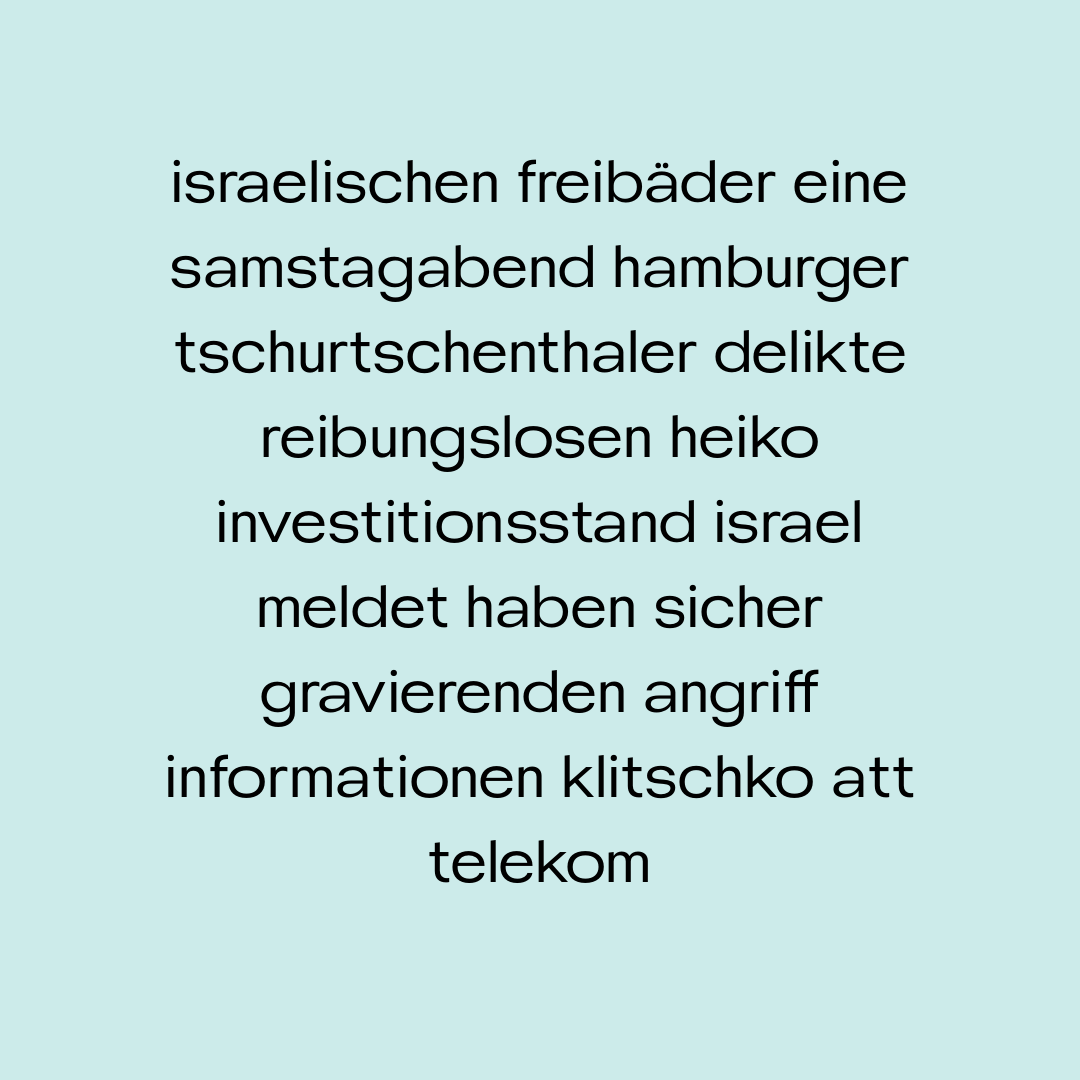 israelischen freibäder eine
samstagabend hamburger
tschurtschenthaler delikte
reibungslosen heiko
investitionsstand israel
meldet haben sicher
gravierenden angriff
informationen klitschko att
telekom